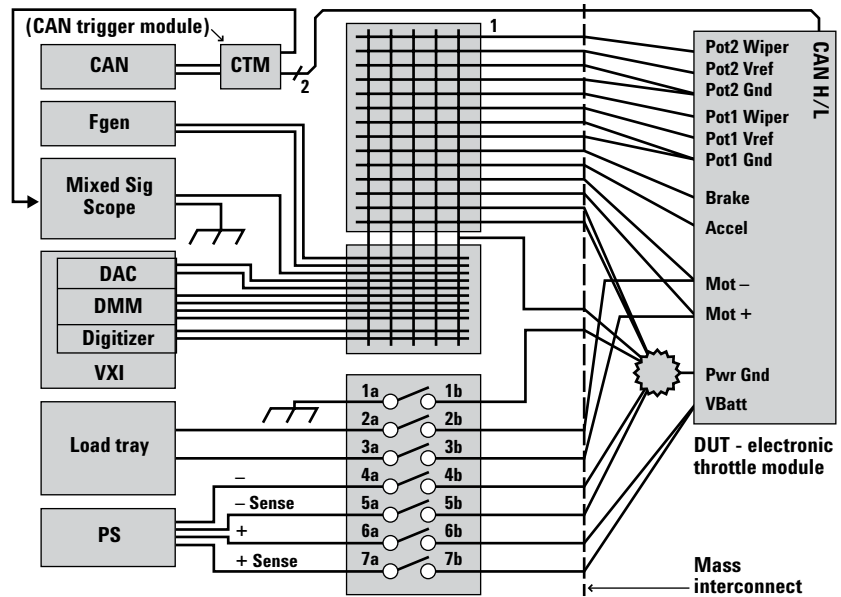 (CAN trigger module)
CAN
CTM
2
1
Fgen
Mixed Sig
Scope
DAC
DMM
Digitizer
VXI
Load tray
PS
–
– Sense
+
+ Sense
1a
1b
2a
2b
3a
3b
4a
4b
5a
5b
6a
6b
7a
7b
CAN H/L
Pot2 Wiper
Pot2 Vref
Pot2 Gnd
Pot1 Wiper
Pot1 Vref
Pot1 Gnd
Brake
Accel
Mot –
Mot +
Pwr Gnd
VBatt
DUT - electronic
throttle module
Mass
interconnect